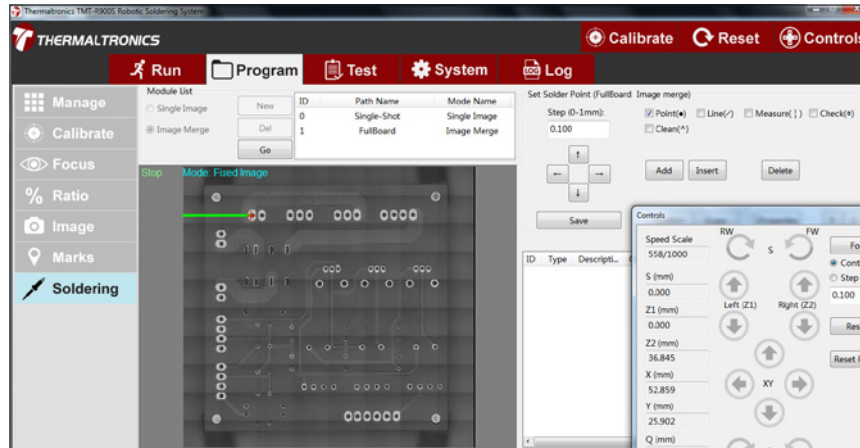 Thermaltronics TMT-R9000S Robotic Soldering System
THERMALTRONICS
Calibrate Reset Controls
Run Program Test System Log
Manage
Calibrate
Focus
Ratio
Image
Marks
Soldering
Module List
Single Image
Image Merge
New
Del
Go
ID Path Name Mode Name
0 Single-Shot Single Image
1 FullBoard Image Merge
Stop Mode: Fixed Image
Set Solder Point (FullBoard Image merge)
Step (0-1mm):
0.100
Point(●) Line(⁄) Measure(¦) Check(*)
Clean(^)
Add Insert Delete
Save
ID Type Descripti...
Controls
Speed Scale
558/1000
S (mm)
0.000
Z1 (mm)
0.000
Z2 (mm)
36.845
X (mm)
52.859
Y (mm)
25.902
Q (mm)
RW FW
S
Left (Z1) Right (Z2)
XY
Fo
Cont
Step
0.100
Res
Reset